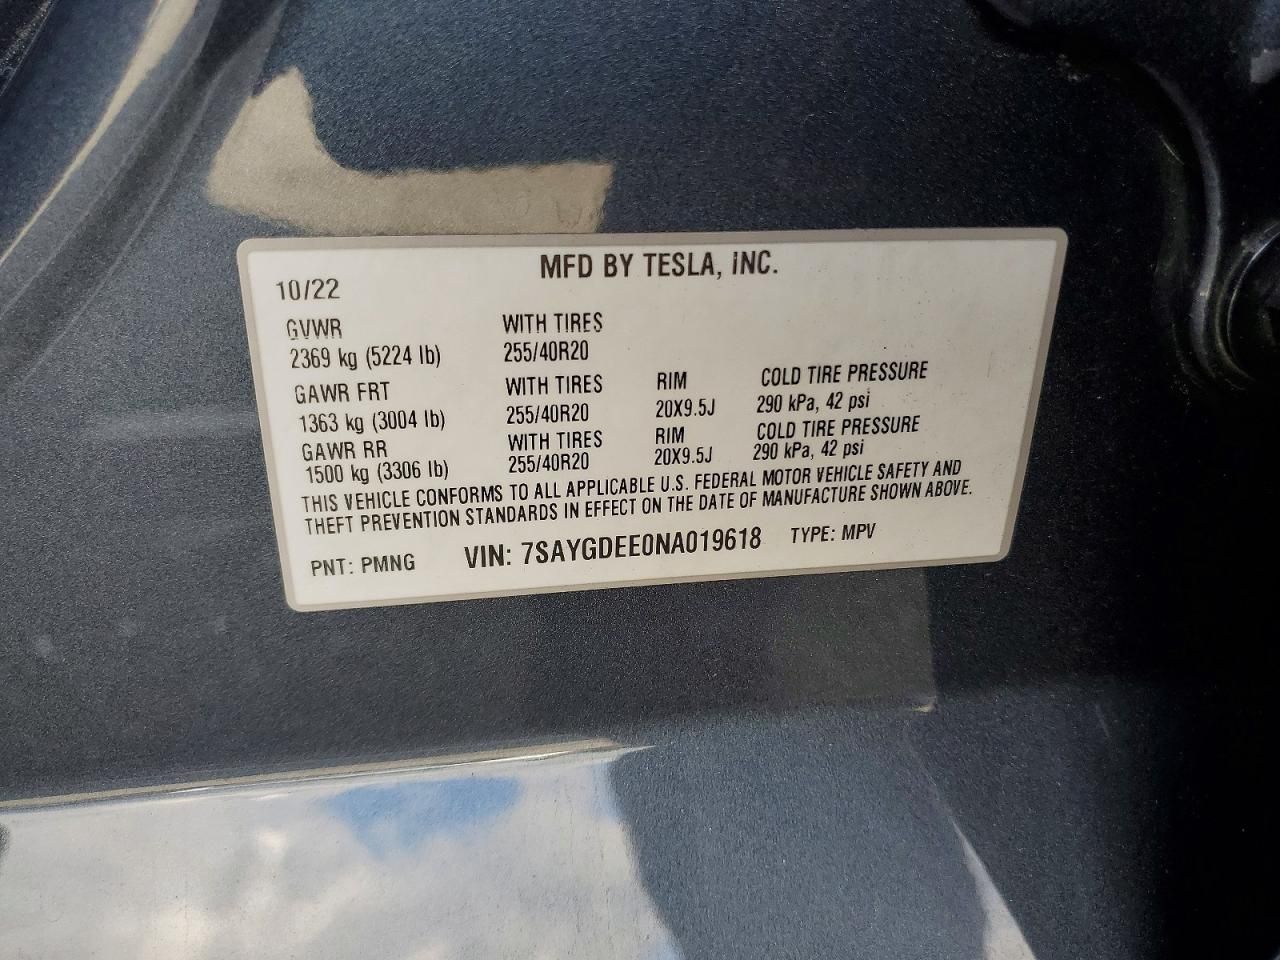 MFD BY TESLA, INC.
10/22
GVWR WITH TIRES
2369 kg (5224 lb) 255/40R20
GAWR FRT WITH TIRES RIM COLD TIRE PRESSURE
1363 kg (3004 lb) 255/40R20 20X9.5J 290 kPa, 42 psi
GAWR RR WITH TIRES RIM COLD TIRE PRESSURE
1500 kg (3306 lb) 255/40R20 20X9.5J 290 kPa, 42 psi
THIS VEHICLE CONFORMS TO ALL APPLICABLE U.S. FEDERAL MOTOR VEHICLE SAFETY AND
THEFT PREVENTION STANDARDS IN EFFECT ON THE DATE OF MANUFACTURE SHOWN ABOVE.
PNT: PMNG VIN: 7SAYGDEE0NA019618 TYPE: MPV